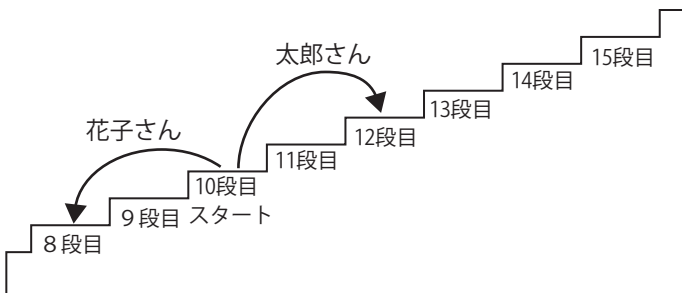 太郎さん
15段目
14段目
13段目
花子さん
12段目
11段目
10段目
スタート
９段目
８段目